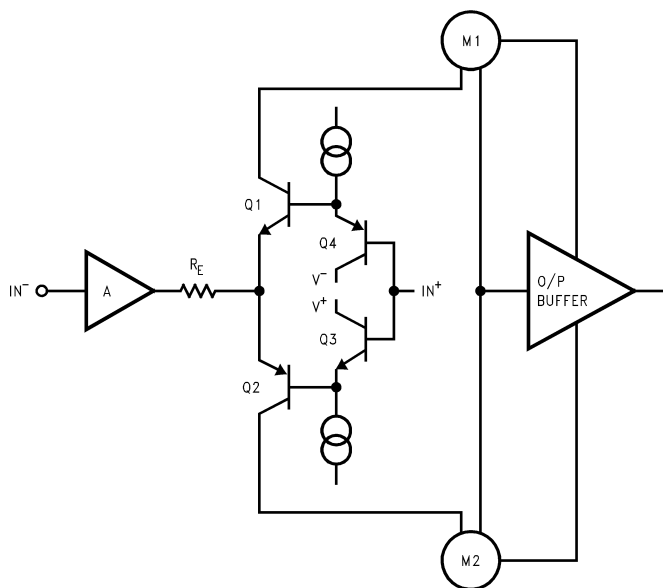 M1
Q1
Q4
R_E
V⁻
IN⁻
A
IN⁺
O/P
BUFFER
V⁺
Q3
Q2
M2